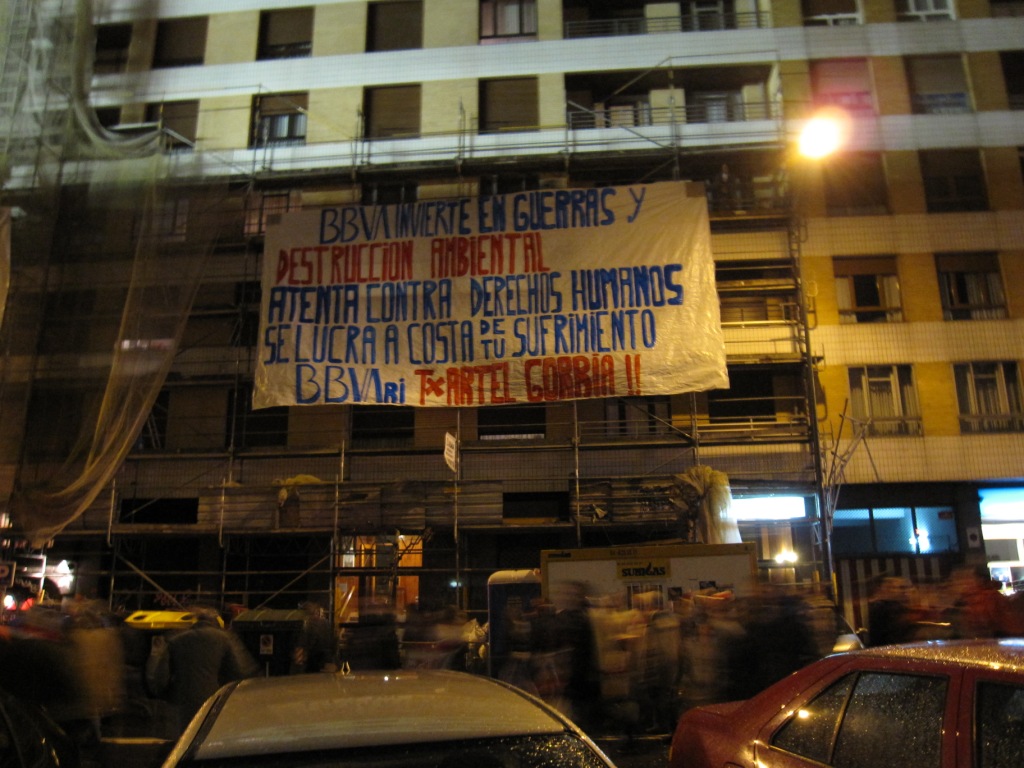 BBVA INVIERTE EN GUERRAS Y
DESTRUCCION AMBIENTAL
ATENTA CONTRA DERECHOS HUMANOS
SE LUCRA A COSTA DE TU SUFRIMIENTO
BBVARI TXARTEL GORRIA !!